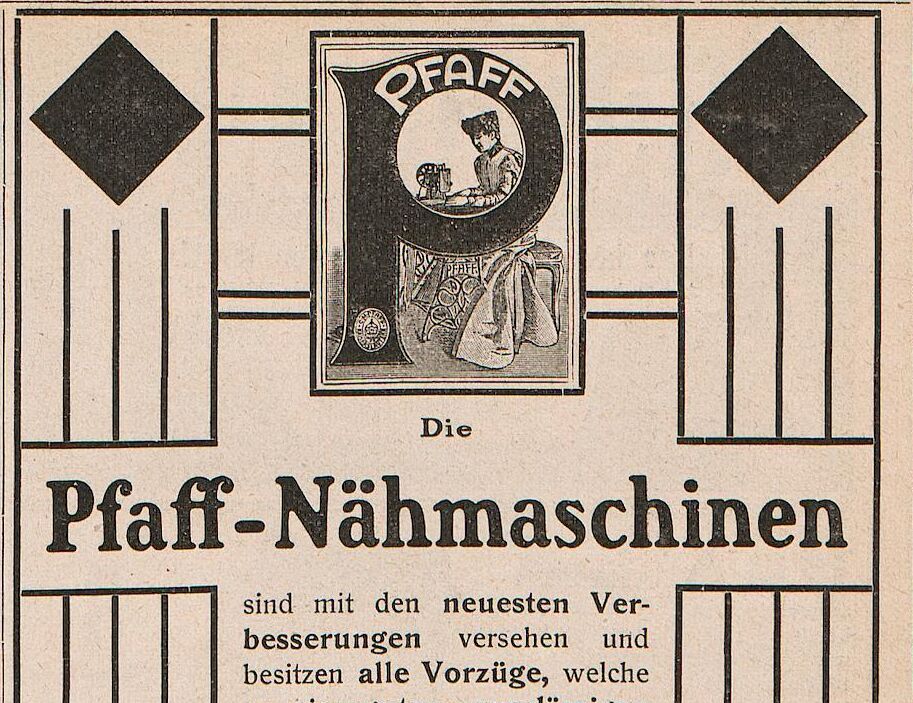 PFAFF
PFAFF
Die
Pfaff-Nähmaschinen
sind mit den neuesten Ver-
besserungen versehen und
besitzen alle Vorzüge, welche